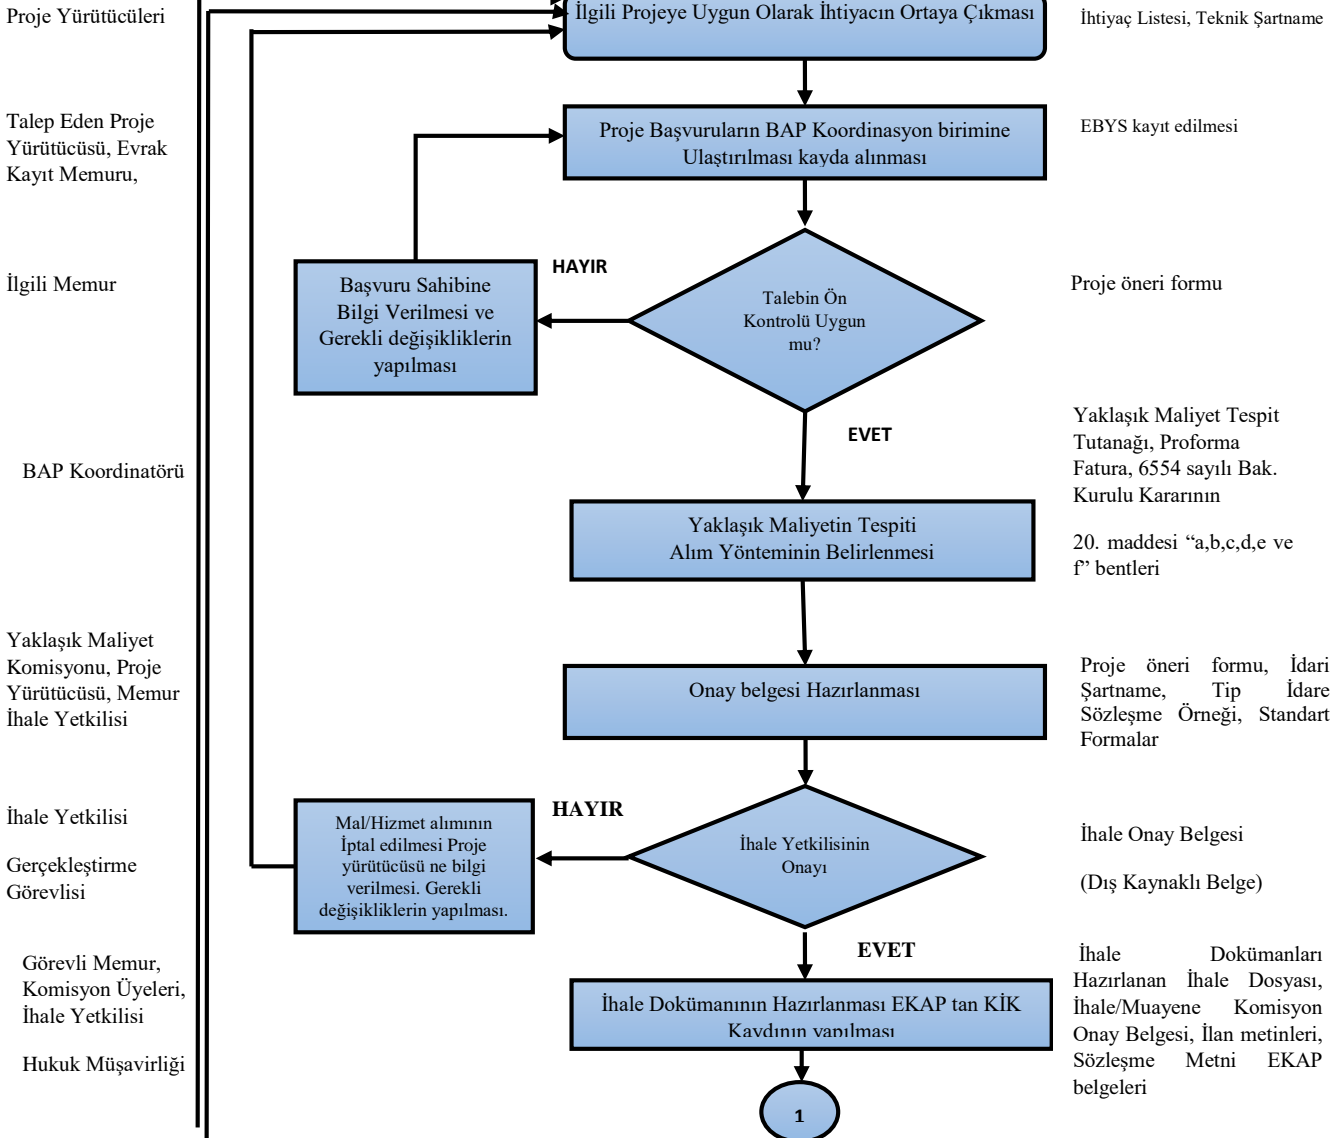 Proje Yürütücüleri
İlgili Projeye Uygun Olarak İhtiyacın Ortaya Çıkması
İhtiyaç Listesi, Teknik Şartname
Talep Eden Proje
Yürütücüsü, Evrak
Kayıt Memuru,
Proje Başvuruların BAP Koordinasyon birimine
Ulaştırılması kayda alınması
EBYS kayıt edilmesi
İlgili Memur
Başvuru Sahibine
Bilgi Verilmesi ve
Gerekli değişikliklerin
yapılması
HAYIR
Talebin Ön
Kontrolü Uygun
mu?
Proje öneri formu
EVET
BAP Koordinatörü
Yaklaşık Maliyetin Tespiti
Alım Yönteminin Belirlenmesi
Yaklaşık Maliyet Tespit
Tutanağı, Proforma
Fatura, 6554 sayılı Bak.
Kurulu Kararının
20. maddesi “a,b,c,d,e ve
f” bentleri
Yaklaşık Maliyet
Komisyonu, Proje
Yürütücüsü, Memur
İhale Yetkilisi
Onay belgesi Hazırlanması
Proje öneri formu, İdari
Şartname, Tip İdare
Sözleşme Örneği, Standart
Formalar
İhale Yetkilisi
Gerçekleştirme
Görevlisi
Mal/Hizmet alımının
İptal edilmesi Proje
yürütücüsü ne bilgi
verilmesi. Gerekli
değişikliklerin yapılması.
HAYIR
İhale Yetkilisinin
Onayı
İhale Onay Belgesi
(Dış Kaynaklı Belge)
EVET
Görevli Memur,
Komisyon Üyeleri,
İhale Yetkilisi
Hukuk Müşavirliği
İhale Dokümanının Hazırlanması EKAP tan KİK
Kaydının yapılması
İhale Dokümanları
Hazırlanan İhale Dosyası,
İhale/Muayene Komisyon
Onay Belgesi, İlan metinleri,
Sözleşme Metni EKAP
belgeleri
1